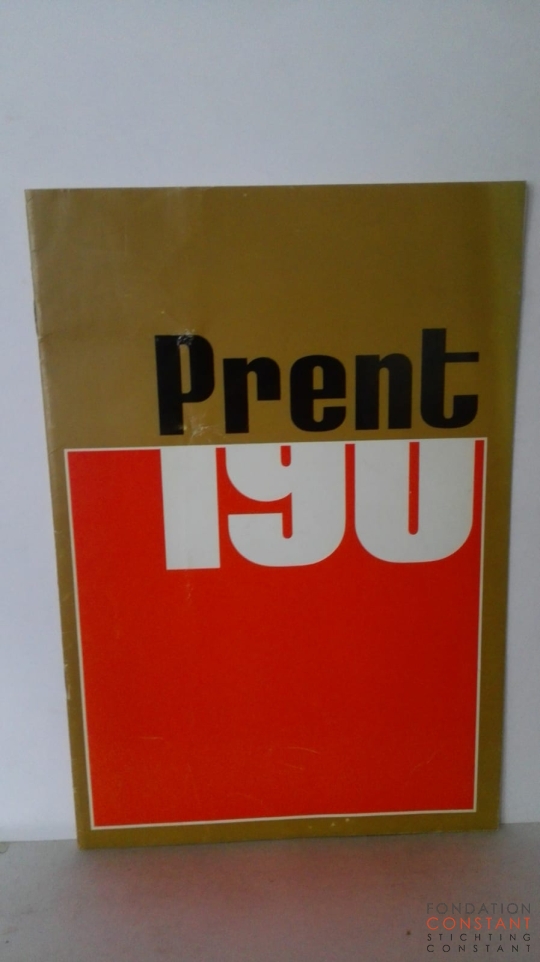 Prent
190
FONDATION
CONSTANT
STICHTING
CONSTANT